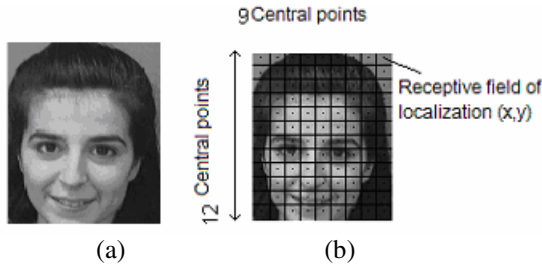 9 Central points
12 Central points
Receptive field of
localization (x,y)
(a)
(b)